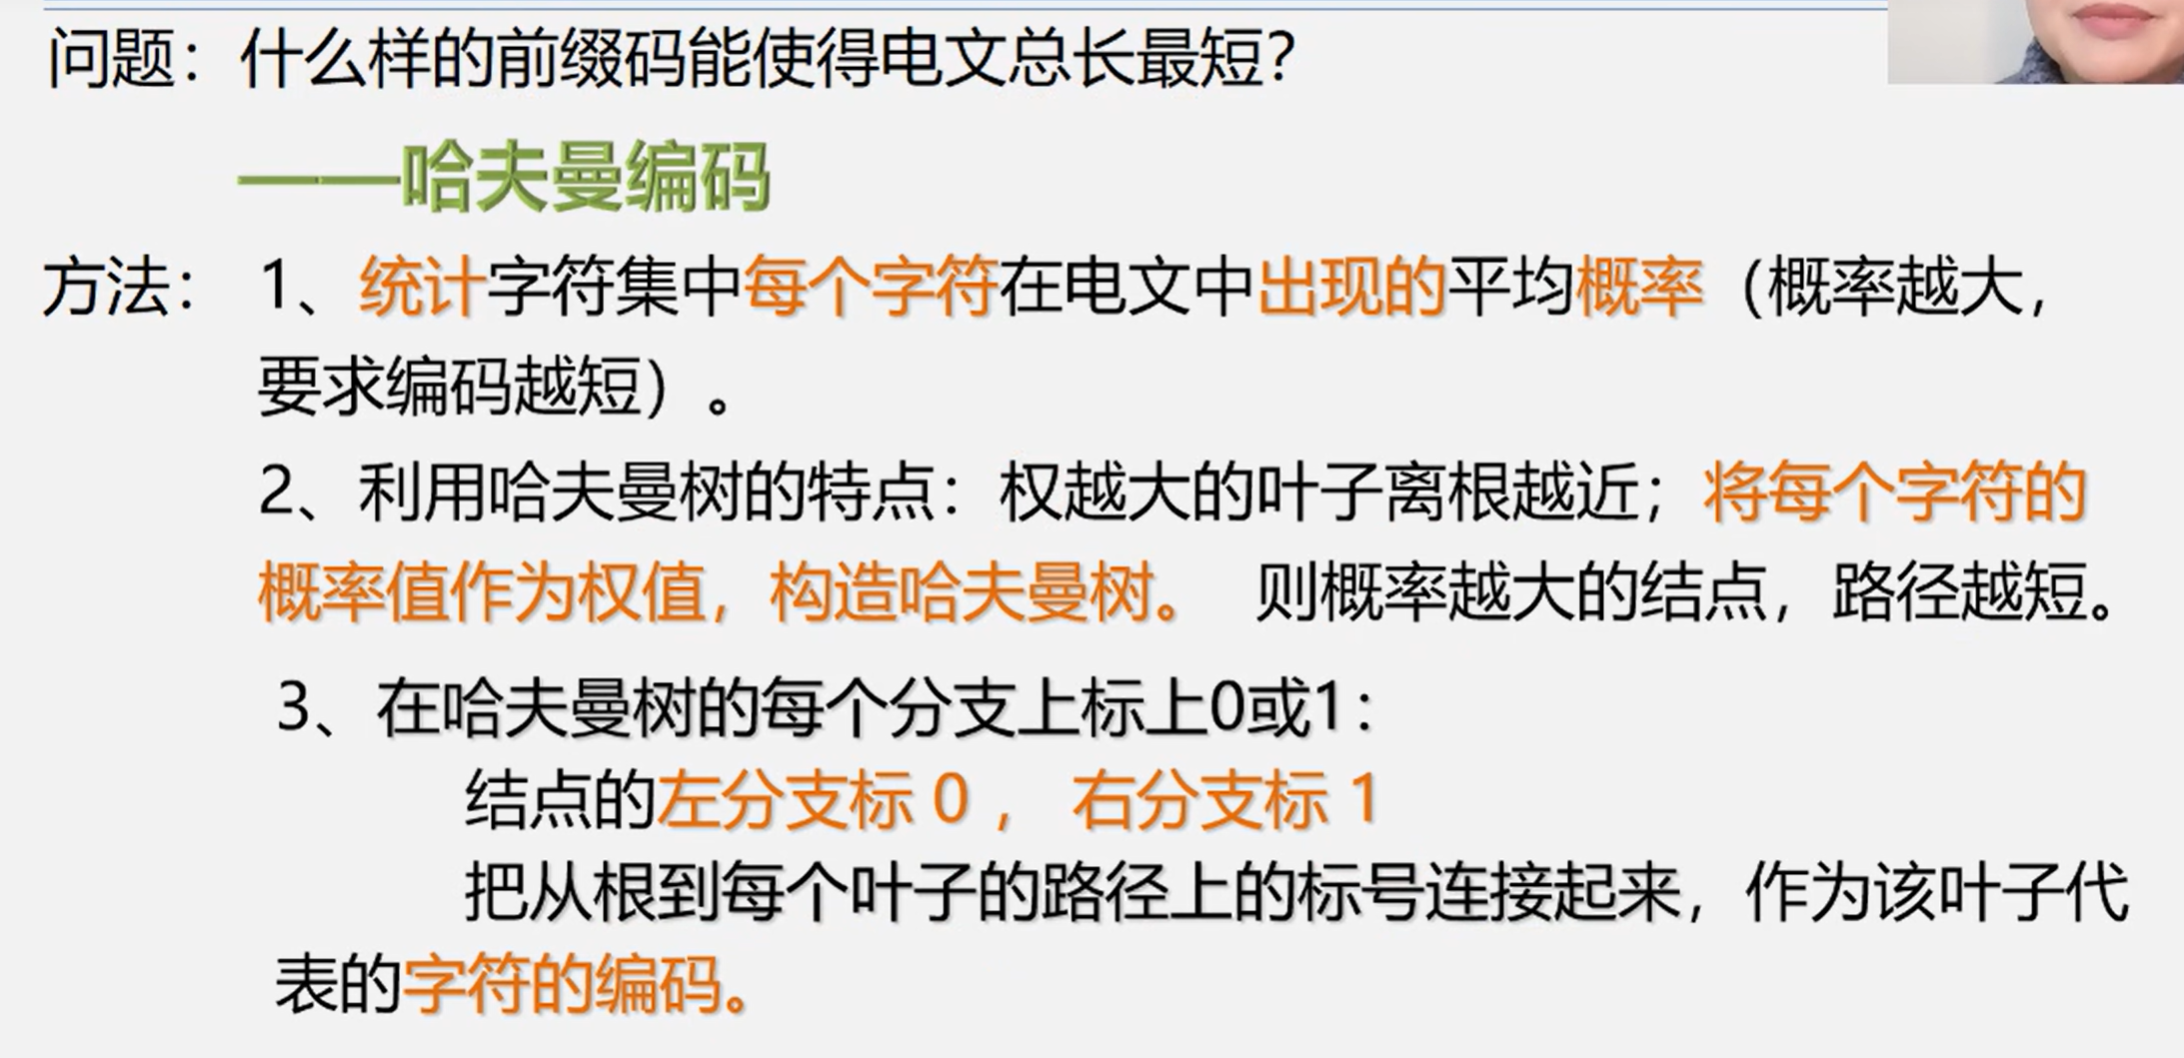 问题：什么样的前缀码能使得电文总长最短？
——哈夫曼编码
方法：1、统计字符集中每个字符在电文中出现的平均概率（概率越大，
要求编码越短）。
2、利用哈夫曼树的特点：权越大的叶子离根越近；将每个字符的
概率值作为权值，构造哈夫曼树。 则概率越大的结点，路径越短。
3、在哈夫曼树的每个分支上标上0或1：
结点的左分支标 0 ， 右分支标 1
把从根到每个叶子的路径上的标号连接起来，作为该叶子代
表的字符的编码。